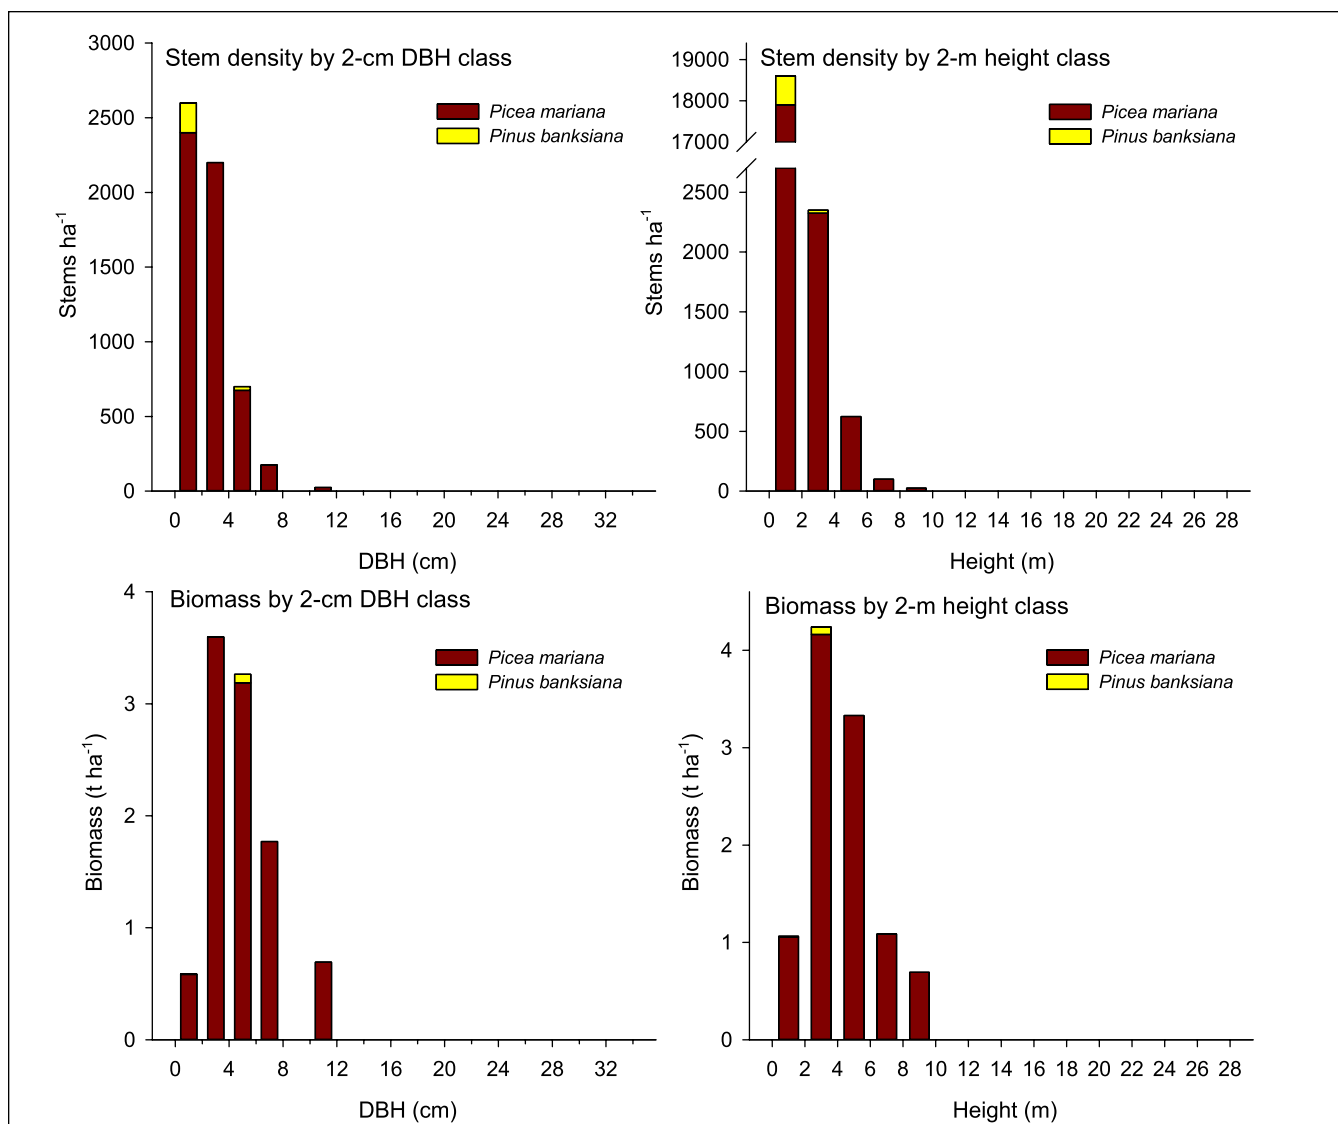 Stem density by 2-cm DBH class
Picea mariana
Pinus banksiana
3000
2500
2000
1500
1000
500
0
Stems ha-1
0 4 8 12 16 20 24 28 32
DBH (cm)
Stem density by 2-m height class
Picea mariana
Pinus banksiana
19000
18000
17000
2500
2000
1500
1000
500
0
Stems ha-1
0 2 4 6 8 10 12 14 16 18 20 22 24 26 28
Height (m)
Biomass by 2-cm DBH class
Picea mariana
Pinus banksiana
4
3
2
1
0
Biomass (t ha-1)
0 4 8 12 16 20 24 28 32
DBH (cm)
Biomass by 2-m height class
Picea mariana
Pinus banksiana
4
3
2
1
0
Biomass (t ha-1)
0 2 4 6 8 10 12 14 16 18 20 22 24 26 28
Height (m)